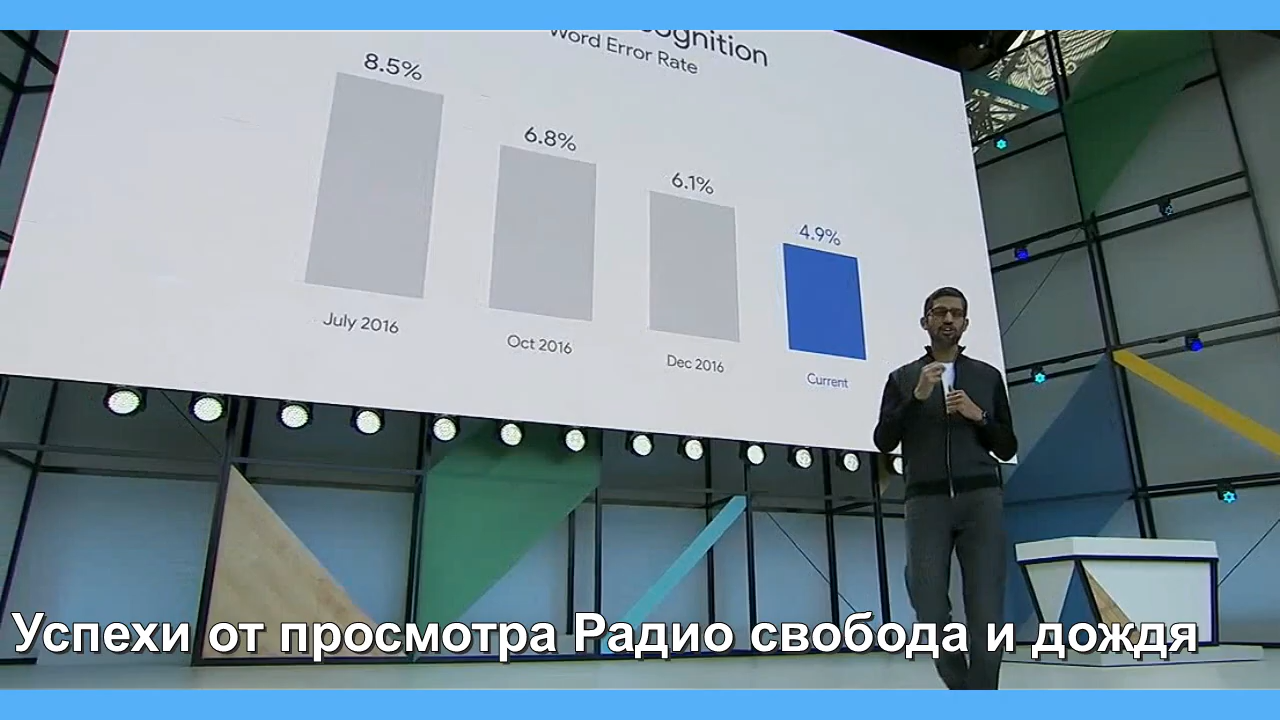 Word Error Rate
8.5%
6.8%
6.1%
4.9%
July 2016
Oct 2016
Dec 2016
Current
Успехи от просмотра Радио свобода и дождя